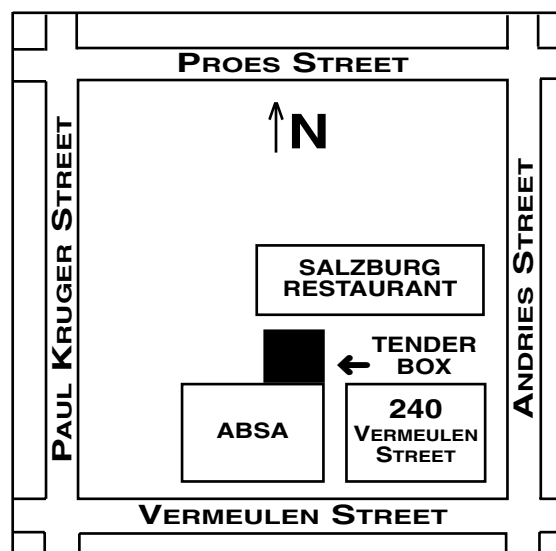 PROES STREET
N
PAUL KRUGER STREET
ANDRIES STREET
SALZBURG
RESTAURANT
TENDER
BOX
ABSA
240
VERMEULEN
STREET
VERMEULEN STREET